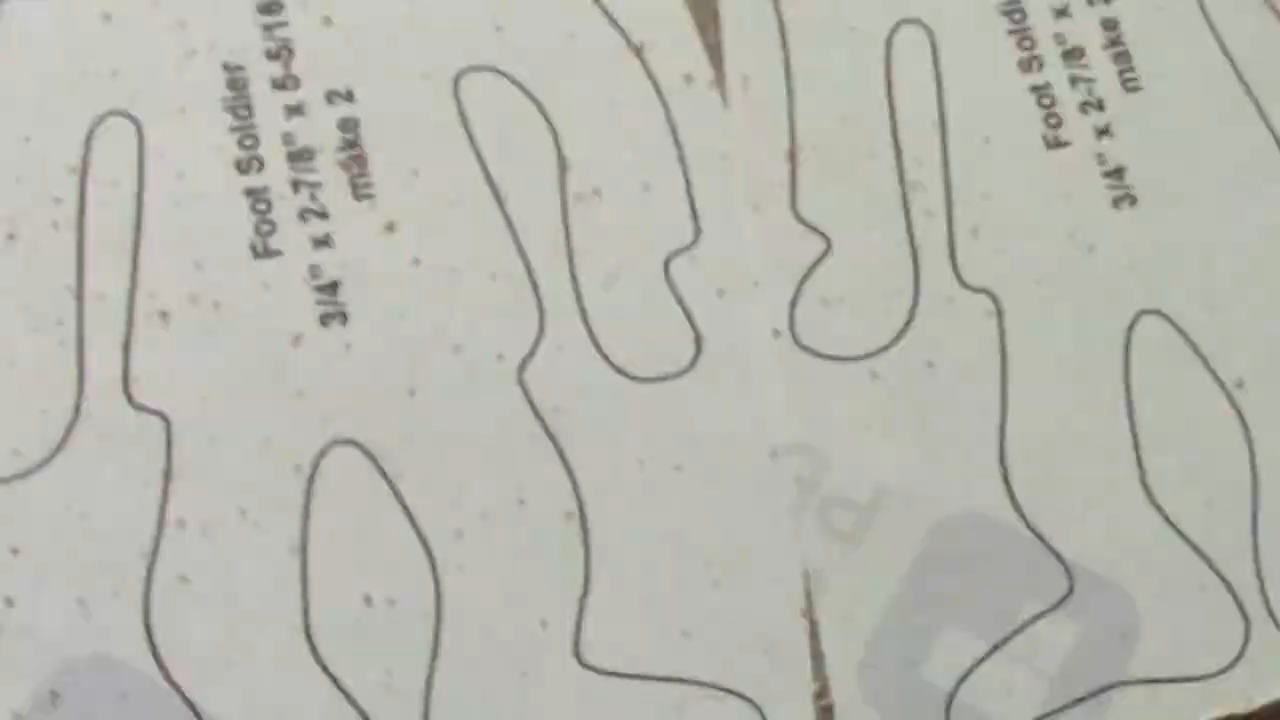 Foot Soldier
3/4" x 2-7/8" x 5-5/16
make 2
Foot Soldi
3/4" x 2-7/8" x
make